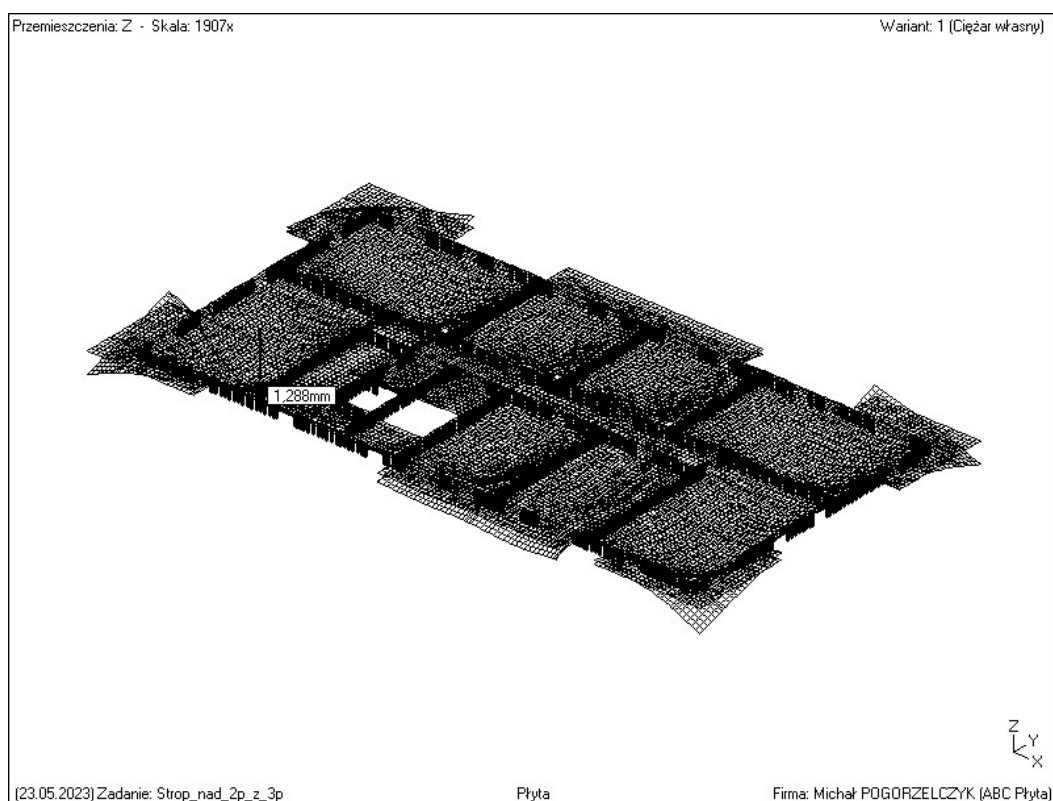 Przemieszczenia: Z - Skala: 1907x
Wariant: 1 (Ciężar własny)
1,288mm
Z
Y
X
(23.05.2023) Zadanie: Strop_nad_2p_z_3p
Płyta
Firma: Michał POGORZELCZYK (ABC Płyta)